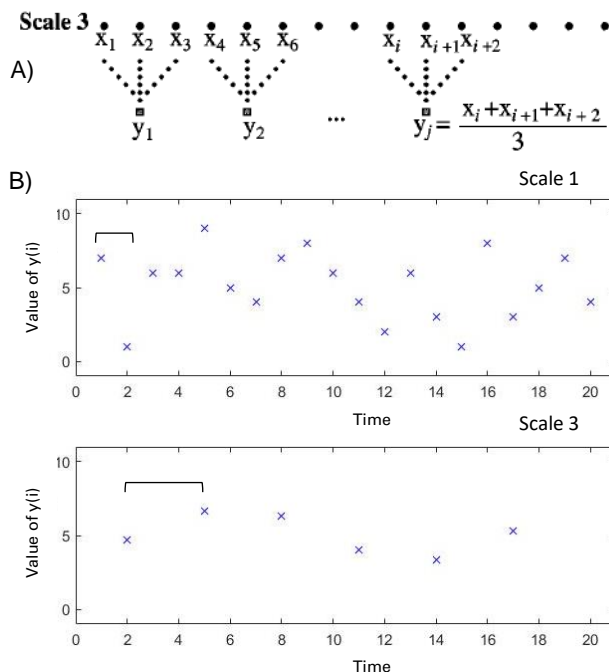 Scale 3
x1 x2 x3 x4 x5 x6 xi xi+1 xi+2
A)
y1 y2 ... yj = xi+xi+1+xi+2
3
B)
Scale 1
10
5
0
Value of y(i)
0 2 4 6 8 10 12 14 16 18 20
Time
Scale 3
10
5
0
Value of y(i)
0 2 4 6 8 10 12 14 16 18 20
Time